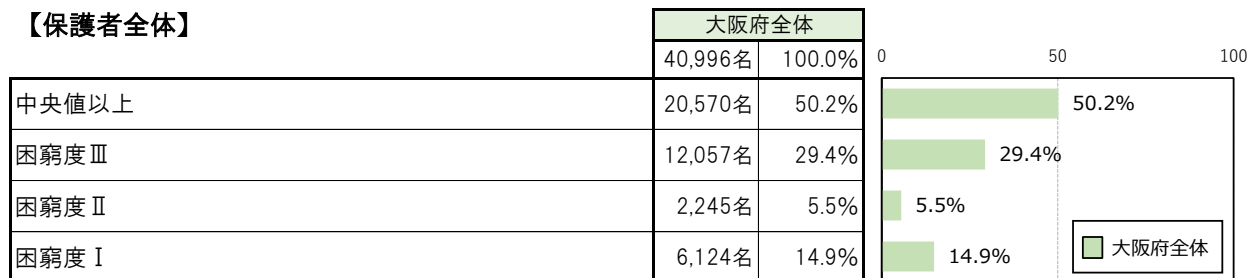 【保護者全体】
大阪府全体
40,996名 100.0%
0 50 100
中央値以上 20,570名 50.2% 50.2%
困窮度Ⅲ 12,057名 29.4% 29.4%
困窮度Ⅱ 2,245名 5.5% 5.5%
困窮度Ⅰ 6,124名 14.9% 14.9%
大阪府全体